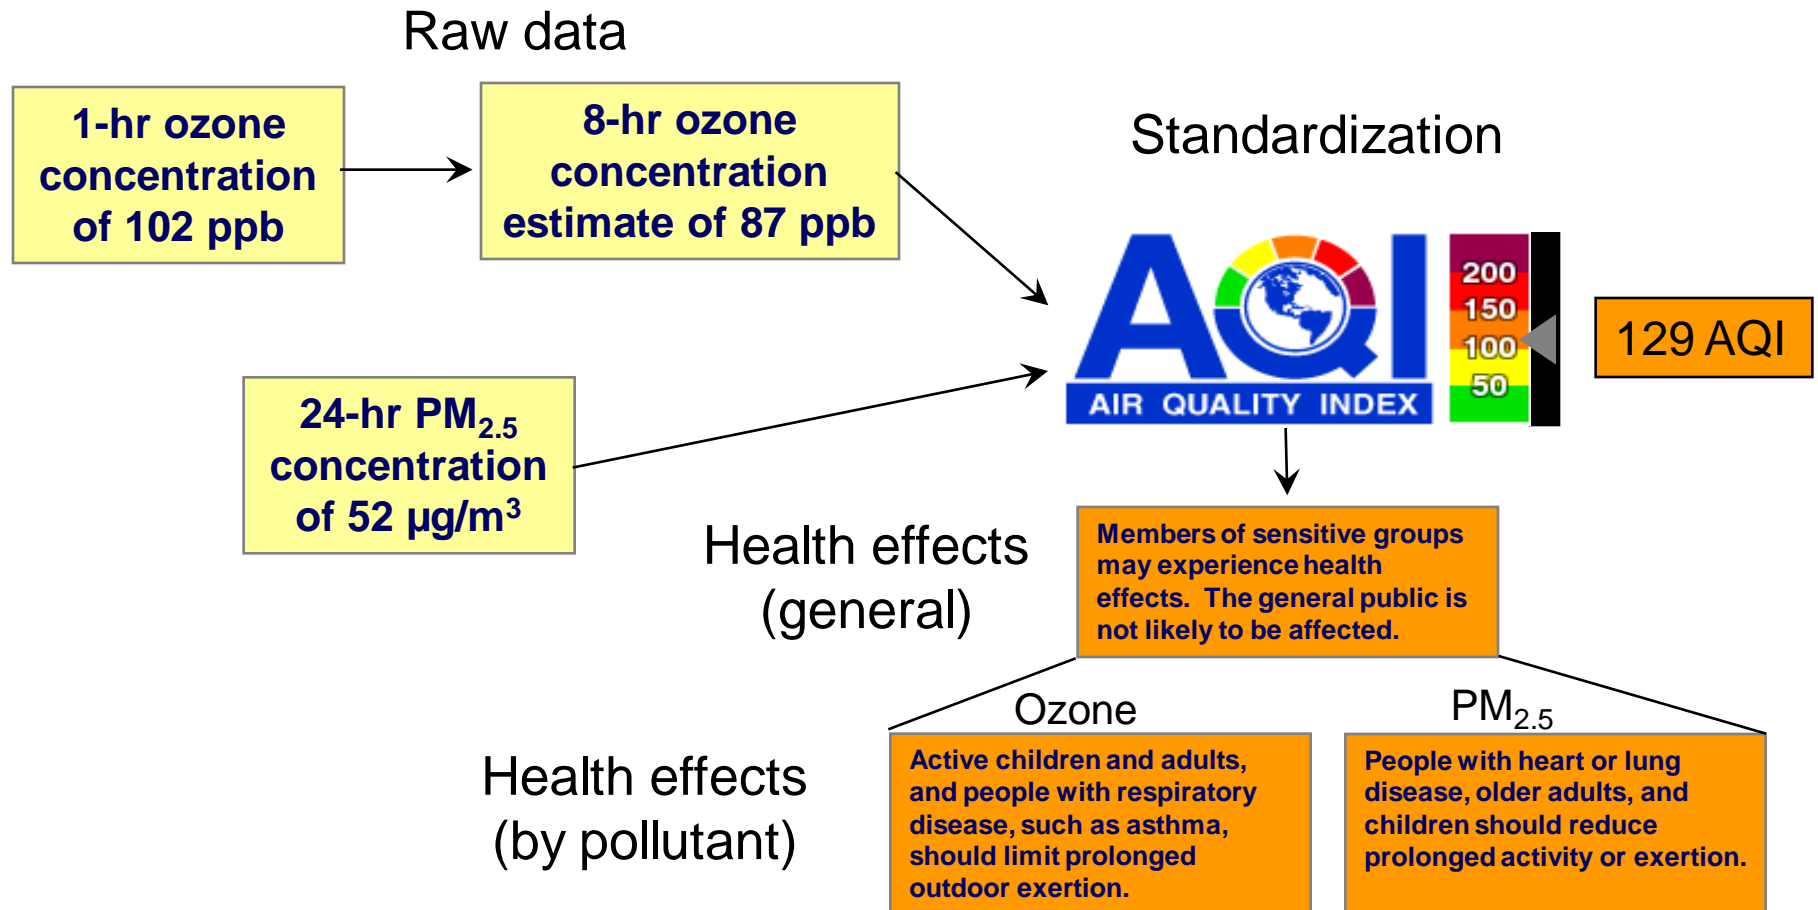 Raw data
1-hr ozone
concentration
of 102 ppb
8-hr ozone
concentration
estimate of 87 ppb
Standardization
AQI
AIR QUALITY INDEX
200
150
100
50
129 AQI
24-hr PM2.5
concentration
of 52 µg/m³
Health effects
(general)
Members of sensitive groups
may experience health
effects. The general public is
not likely to be affected.
Ozone
PM2.5
Health effects
(by pollutant)
Active children and adults,
and people with respiratory
disease, such as asthma,
should limit prolonged
outdoor exertion.
People with heart or lung
disease, older adults, and
children should reduce
prolonged activity or exertion.